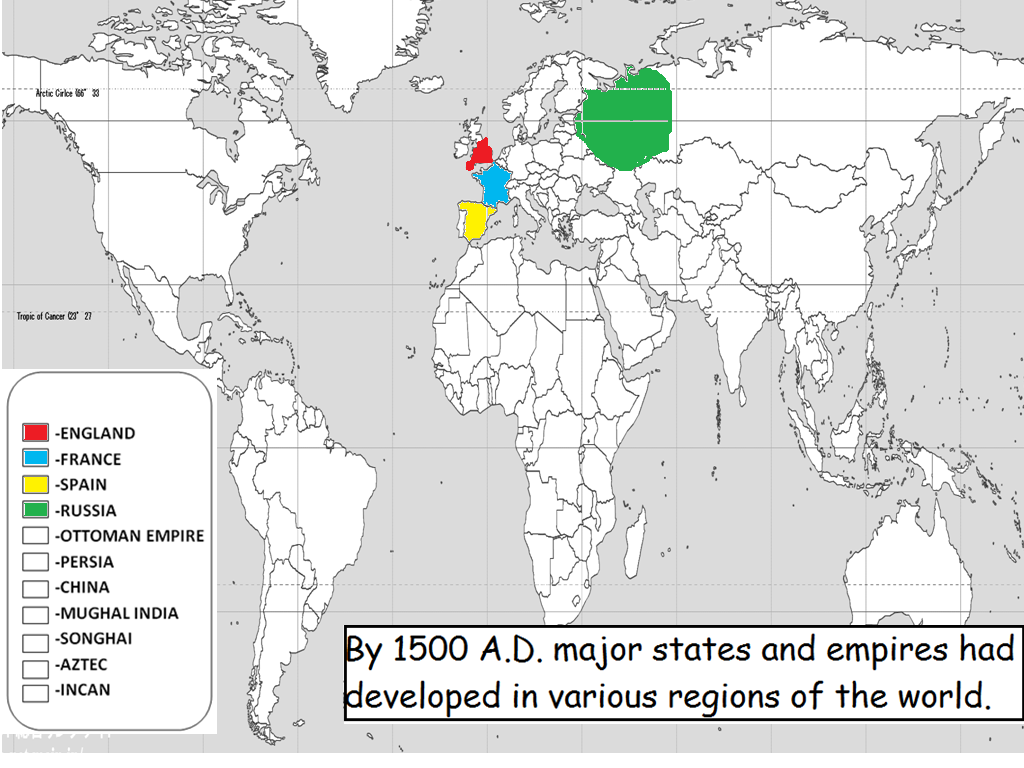 Arctic Cirlce (66° 33
Tropic of Cancer (23° 27
-ENGLAND
-FRANCE
-SPAIN
-RUSSIA
-OTTOMAN EMPIRE
-PERSIA
-CHINA
-MUGHAL INDIA
-SONGHAI
-AZTEC
-INCAN
By 1500 A.D. major states and empires had
developed in various regions of the world.